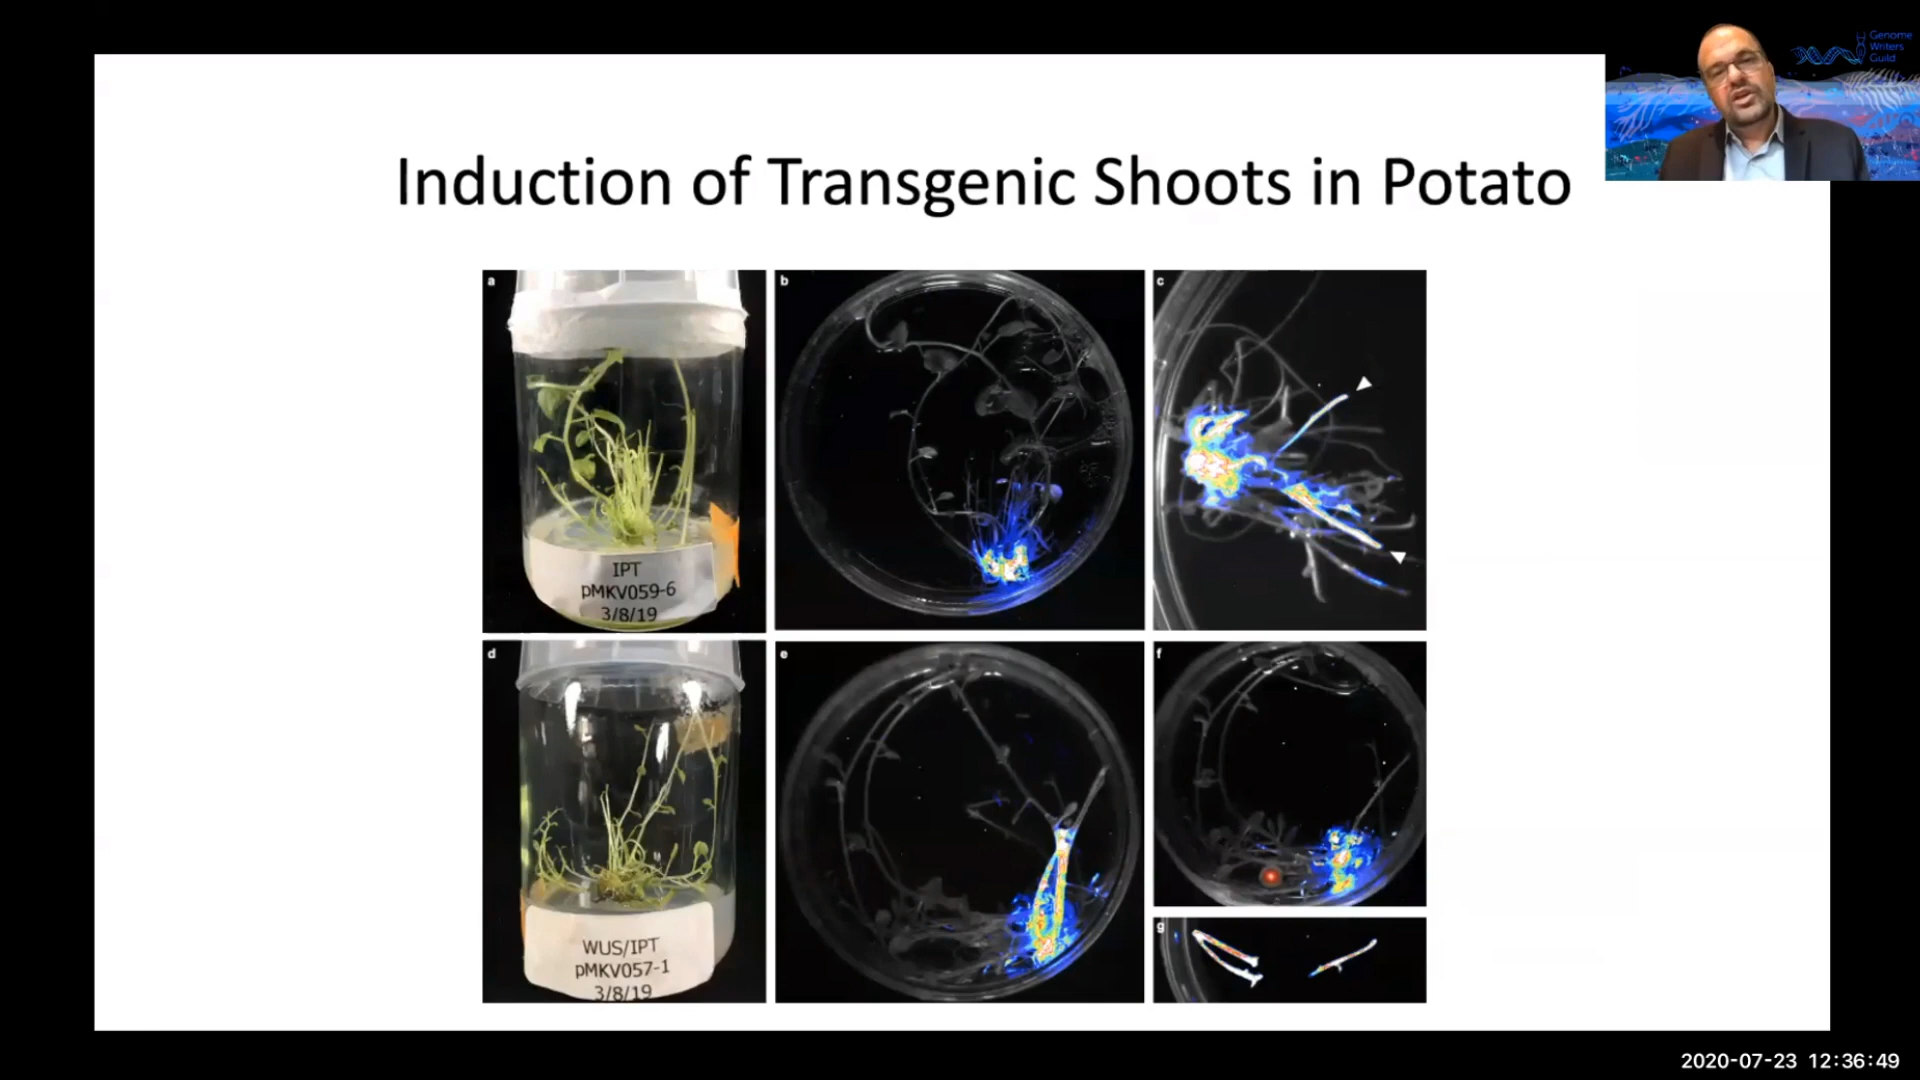 Genome
Writers
Guild
Induction of Transgenic Shoots in Potato
a
b
c
IPT
pMKV059-6
3/8/19
d
e
f
WUS/IPT
pMKV057-1
3/8/19
g
2020-07-23 12:36:49